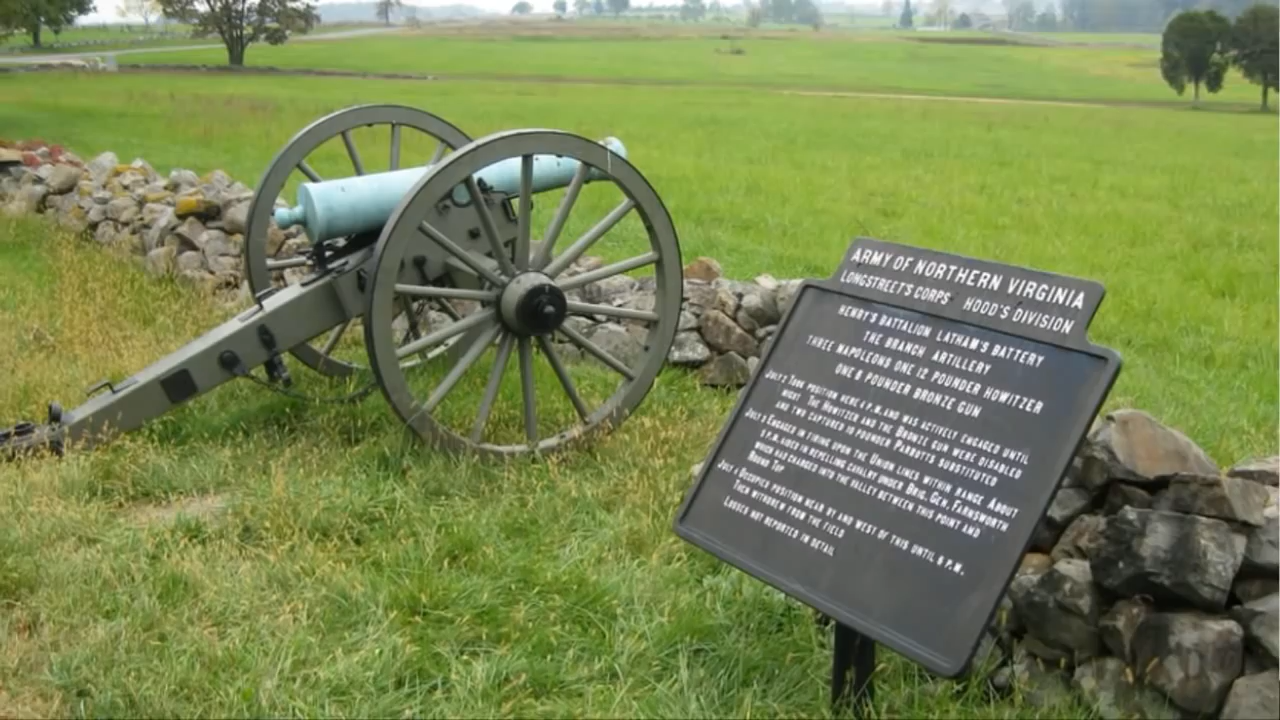 ARMY OF NORTHERN VIRGINIA
LONGSTREET'S CORPS HOOD'S DIVISION
HENRY'S BATTALION LATHAM'S BATTERY
THE BRANCH ARTILLERY
THREE NAPOLEONS ONE 12 POUNDER HOWITZER
ONE 6 POUNDER BRONZE GUN
JULY 2 TOOK POSITION HERE 4 P.M. AND WAS ACTIVELY ENGAGED UNTIL
NIGHT THE HOWITZER AND THE BRONZE GUN WERE DISABLED
AND TWO CAPTURED 10 POUNDER PARROTTS SUBSTITUTED
JULY 3 ENGAGED IN FIRING UPON THE UNION LINES WITHIN RANGE ABOUT
5 P.M. AIDED IN REPELLING CAVALRY UNDER BRIG. GEN. FARNSWORTH
WHICH HAS CHARGED INTO THE VALLEY BETWEEN THIS POINT AND
ROUND TOP
JULY 4 OCCUPIED POSITION NEAR BY AND WEST OF THIS UNTIL 6 P.M.
THEN WITHDREW FROM THE FIELD
LOSSES NOT REPORTED IN DETAIL